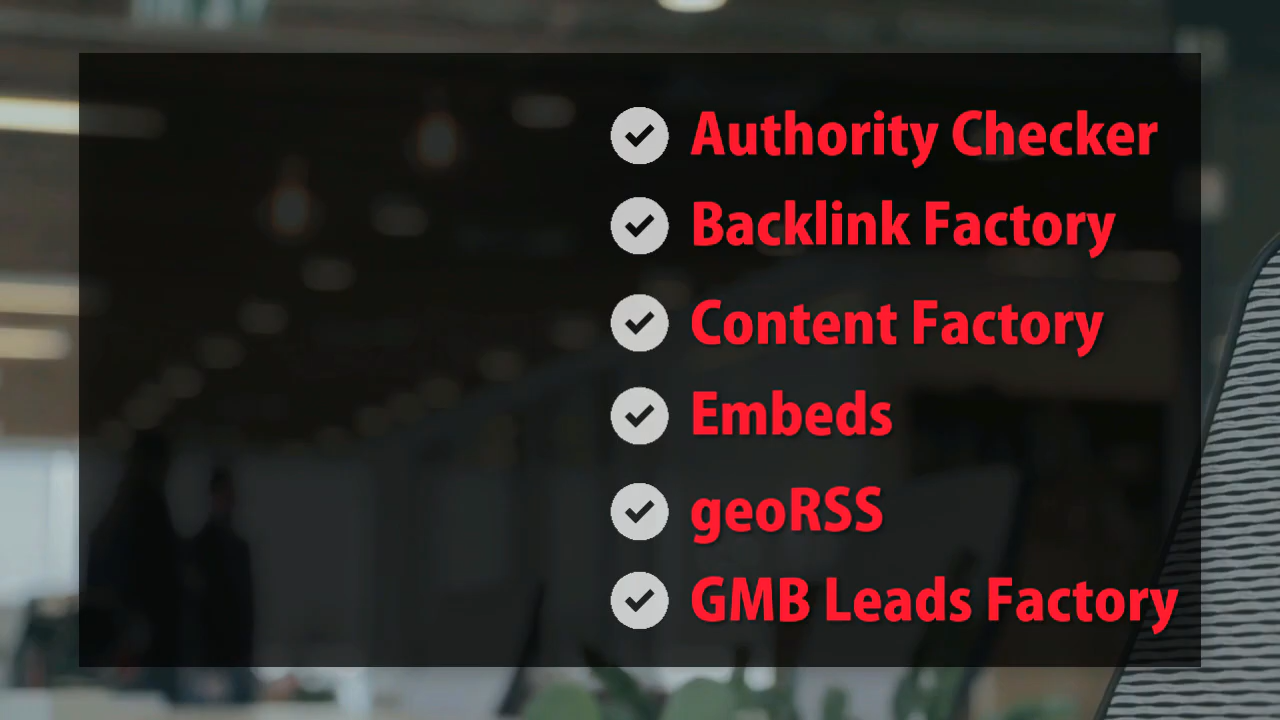 Authority Checker
Backlink Factory
Content Factory
Embeds
geoRSS
GMB Leads Factory